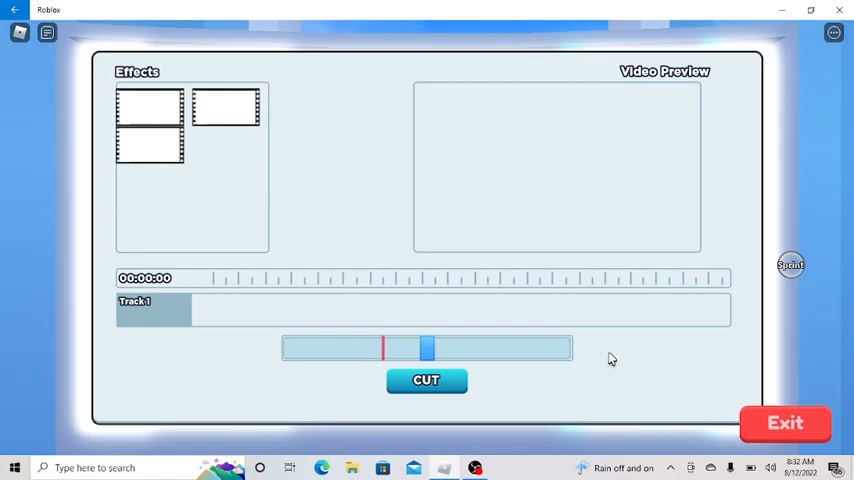 Roblox
Effects
Video Preview
Sprint
00:00:00
Track 1
CUT
Exit
Type here to search
Rain off and on
8:32 AM
8/12/2022